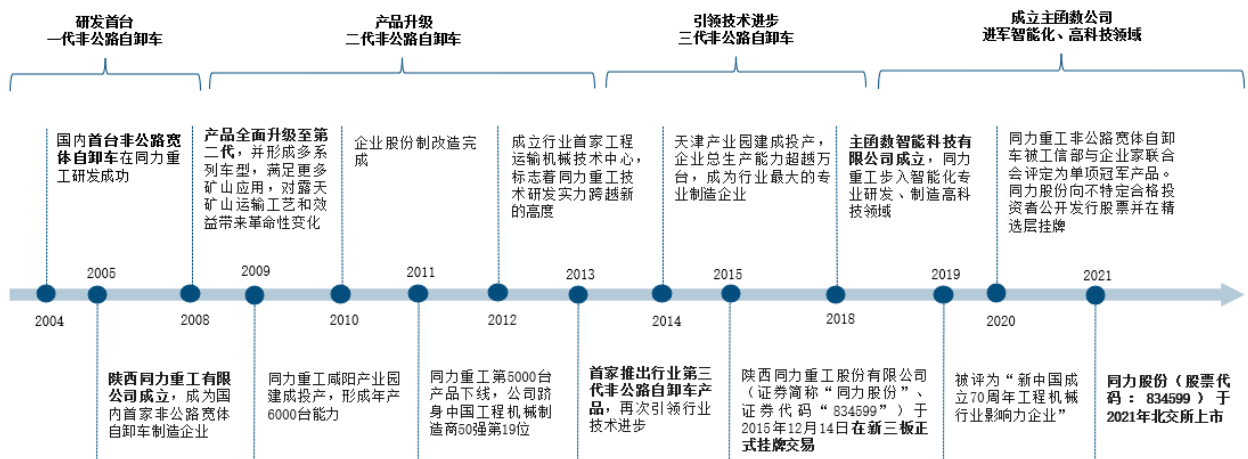 研发首台
一代非公路自卸车
产品升级
二代非公路自卸车
引领技术进步
三代非公路自卸车
成立主函数公司
进军智能化、高科技领域
国内首台非公路宽
体自卸车在同力重
工研发成功
产品全面升级至第
二代，并形成多系
列车型，满足更多
矿山应用，对露天
矿山运输工艺和效
益带来革命性变化
企业股份制改造完
成
成立行业首家工程
运输机械技术中心，
标志着同力重工技
术研发实力跨越新
的高度
天津产业园建成投产，
企业总生产能力超越万
台，成为行业最大的专
业制造企业
主函数智能科技有
限公司成立，同力
重工步入智能化专
业研发、制造高科
技领域
同力重工非公路宽体自卸
车被工信部与企业家联合
会评定为单项冠军产品。
同力股份向不特定合格投
资者公开发行股票并在精
选层挂牌
2005
2009
2011
2013
2015
2019
2021
2004
2008
2010
2012
2014
2018
2020
陕西同力重工有限
公司成立，成为国
内首家非公路宽体
自卸车制造企业
同力重工咸阳产业园
建成投产，形成年产
6000台能力
同力重工第5000台
产品下线，公司跻
身中国工程机械制
造商50强第19位
首家推出行业第三
代非公路自卸车产
品，再次引领行业
技术进步
陕西同力重工股份有限公司
（证券简称“同力股份”、
证券代码“834599”）于
2015年12月14日在新三板正
式挂牌交易
被评为“新中国成
立70周年工程机械
行业影响力企业”
同力股份（股票代
码：834599）于
2021年北交所上市